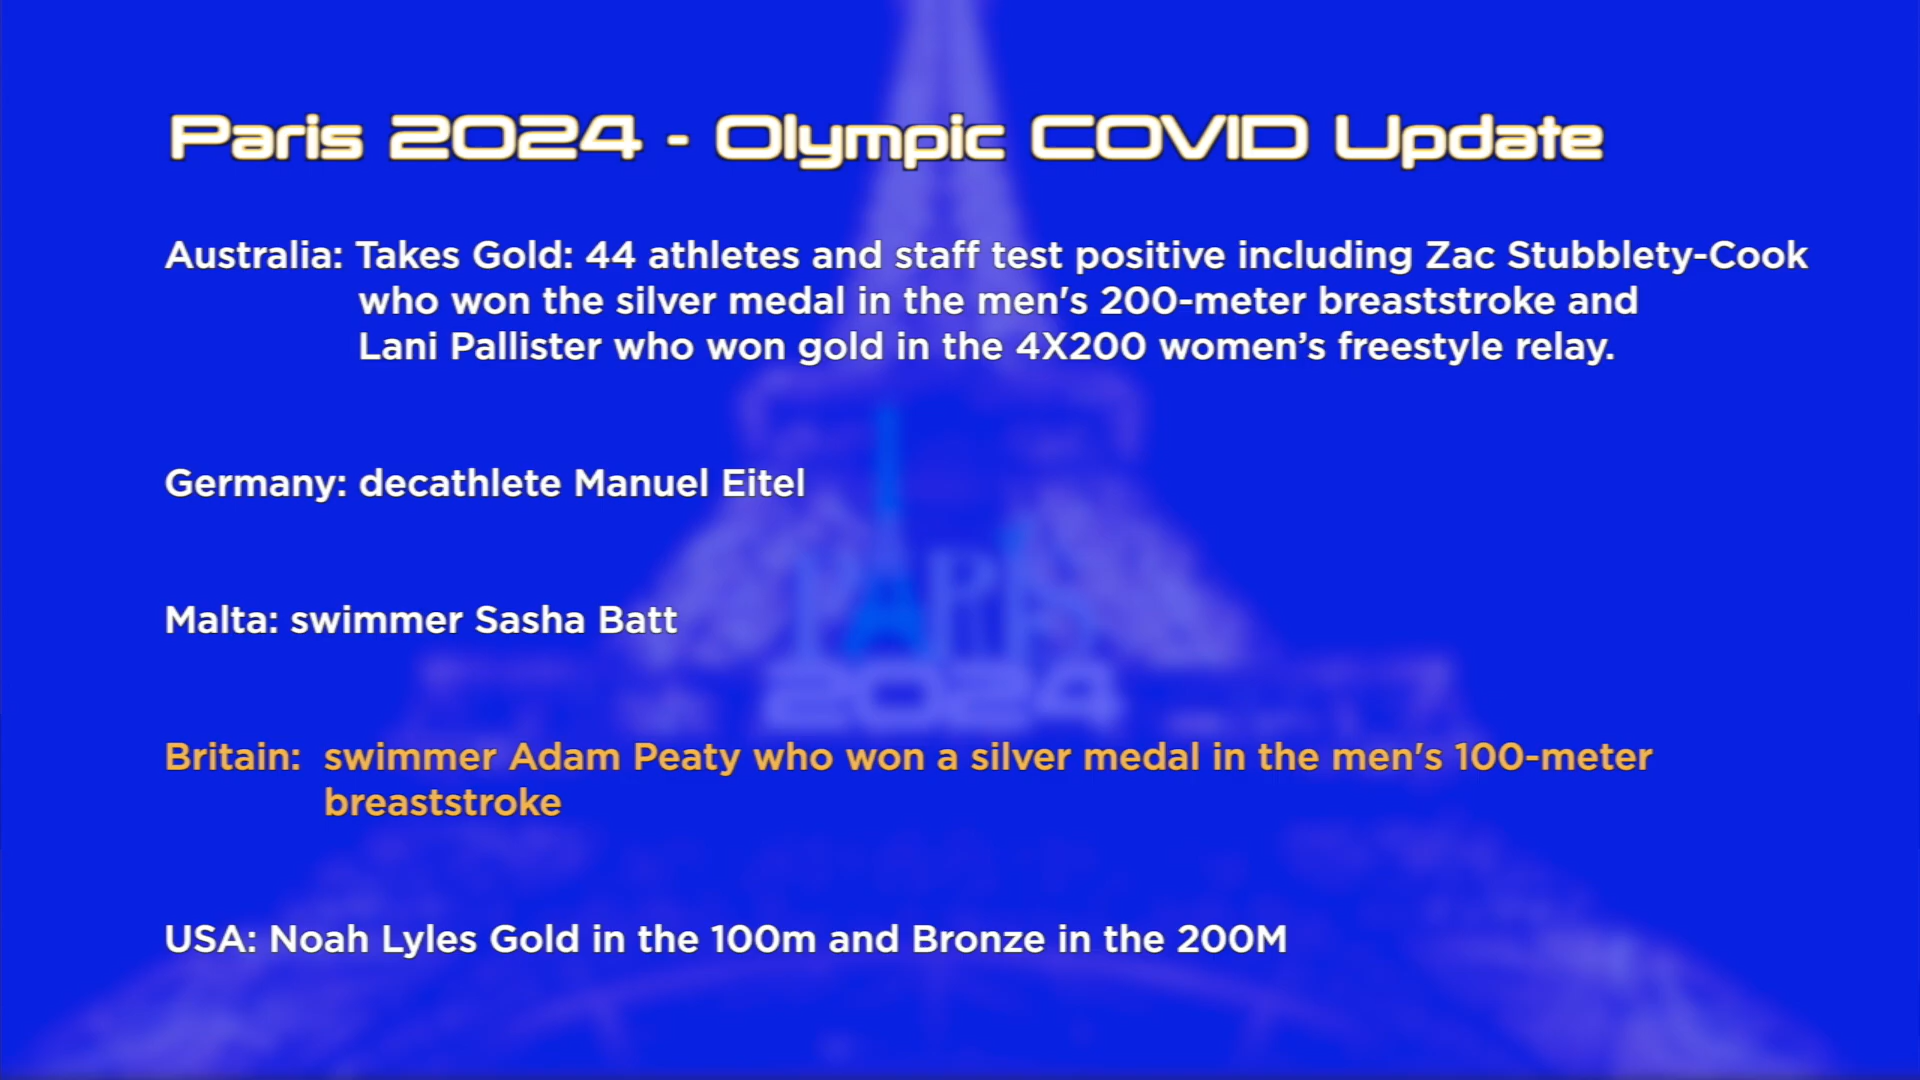 Paris 2024 - Olympic COVID Update
Australia: Takes Gold: 44 athletes and staff test positive including Zac Stubblety-Cook
who won the silver medal in the men's 200-meter breaststroke and
Lani Pallister who won gold in the 4X200 women’s freestyle relay.
Germany: decathlete Manuel Eitel
PARIS
2024
Malta: swimmer Sasha Batt
Britain: swimmer Adam Peaty who won a silver medal in the men's 100-meter
breaststroke
USA: Noah Lyles Gold in the 100m and Bronze in the 200M